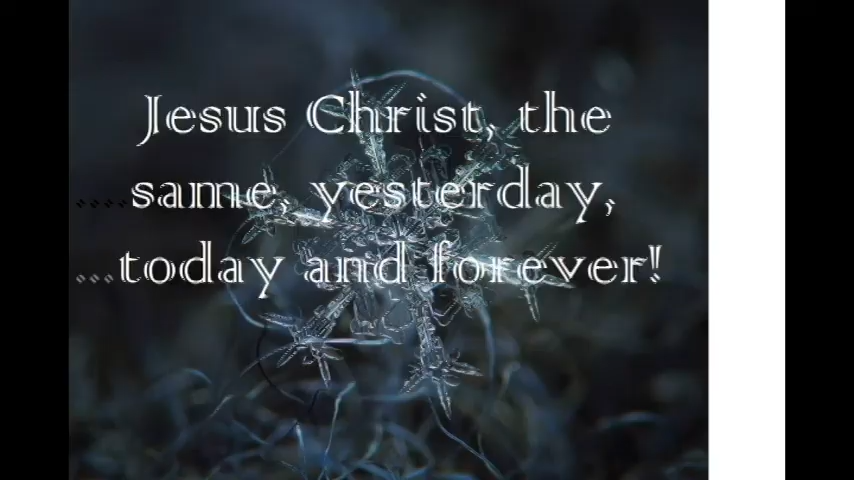 Jesus Christ, the
...same, yesterday,
...today and forever!